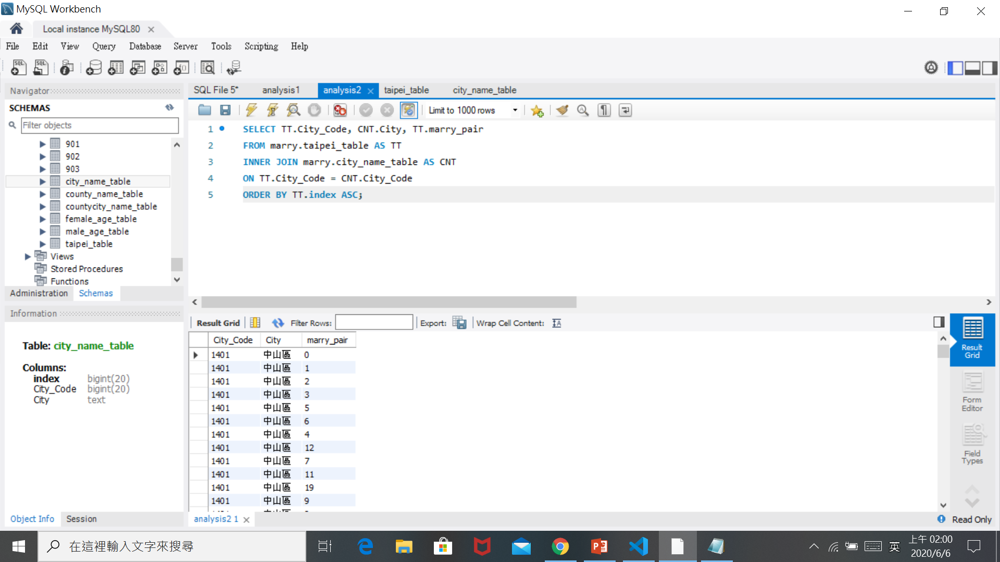 MySQL Workbench
Local instance MySQL80
File Edit View Query Database Server Tools Scripting Help
Navigator
SCHEMAS
Filter objects
901
902
903
city_name_table
county_name_table
countycity_name_table
female_age_table
male_age_table
taipei_table
Views
Stored Procedures
Functions
Administration Schemas
Information
Table: city_name_table
Columns:
index bigint(20)
City_Code bigint(20)
City text
Object Info Session
SQL File 5* analysis1 analysis2 taipei_table city_name_table
Limit to 1000 rows
1 SELECT TT.City_Code, CNT.City, TT.marry_pair
2 FROM marry.taipei_table AS TT
3 INNER JOIN marry.city_name_table AS CNT
4 ON TT.City_Code = CNT.City_Code
5 ORDER BY TT.index ASC;
Result Grid Filter Rows: Export: Wrap Cell Content:
City_Code City marry_pair
1401 中山區 0
1401 中山區 1
1401 中山區 2
1401 中山區 3
1401 中山區 5
1401 中山區 6
1401 中山區 4
1401 中山區 12
1401 中山區 7
1401 中山區 11
1401 中山區 19
1401 中山區 9
Result
Grid
Form
Editor
Field
Types
analysis2 1
Read Only
在這裡輸入文字來搜尋
英
上午 02:00
2020/6/6